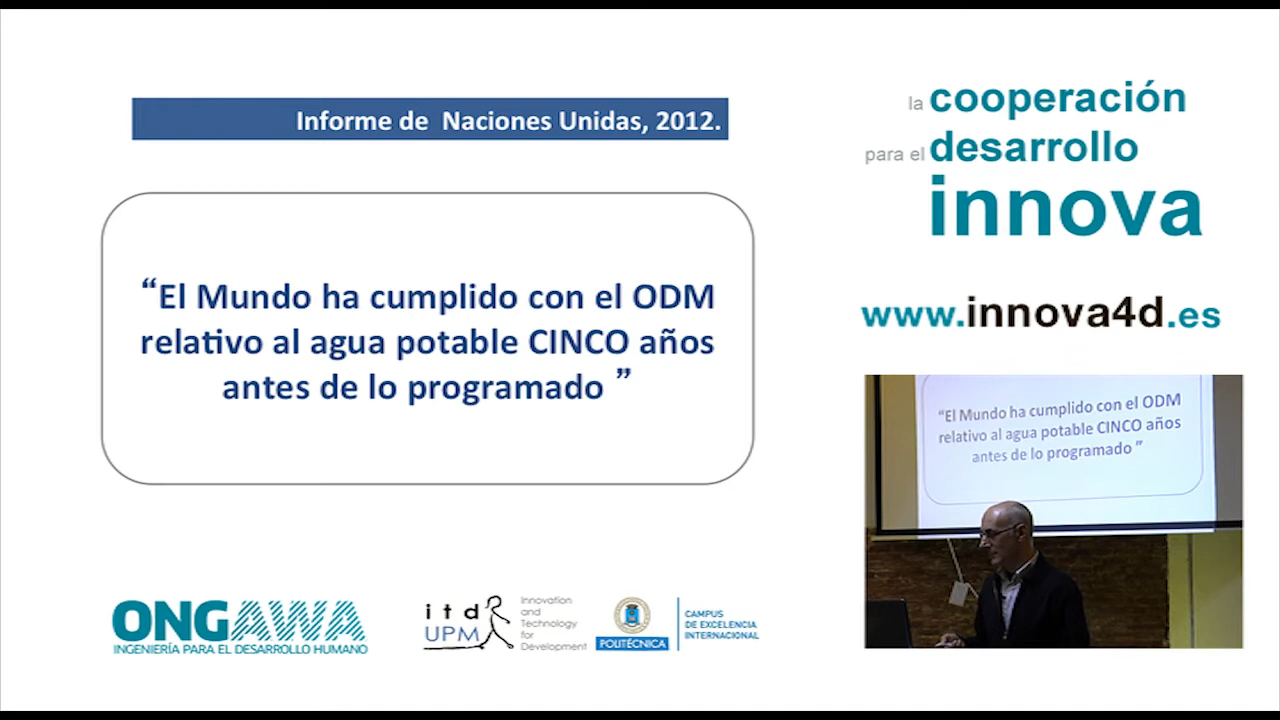 Informe de Naciones Unidas, 2012.
“El Mundo ha cumplido con el ODM
relativo al agua potable CINCO años
antes de lo programado ”
la cooperación
para el desarrollo
innova
www.innova4d.es
“El Mundo ha cumplido con el ODM
relativo al agua potable CINCO años
antes de lo programado ”
ONGAWA
INGENIERÍA PARA EL DESARROLLO HUMANO
itd
UPM
Innovation
and
Technology
for
Development
POLITÉCNICA
CAMPUS
DE EXCELENCIA
INTERNACIONAL